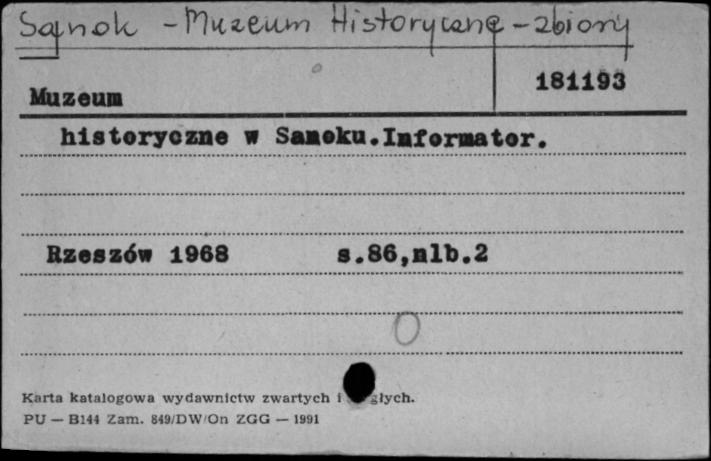 Sanok - Muzeum Historyczne - zbiory
181193
Muzeum
historyczne w Sanoku.Informator.
Rzeszów 1968 s.86,nlb.2
O
Karta katalogowa wydawnictw zwartych i głych.
PU — B144 Zam. 849/DW/On ZGG — 1991